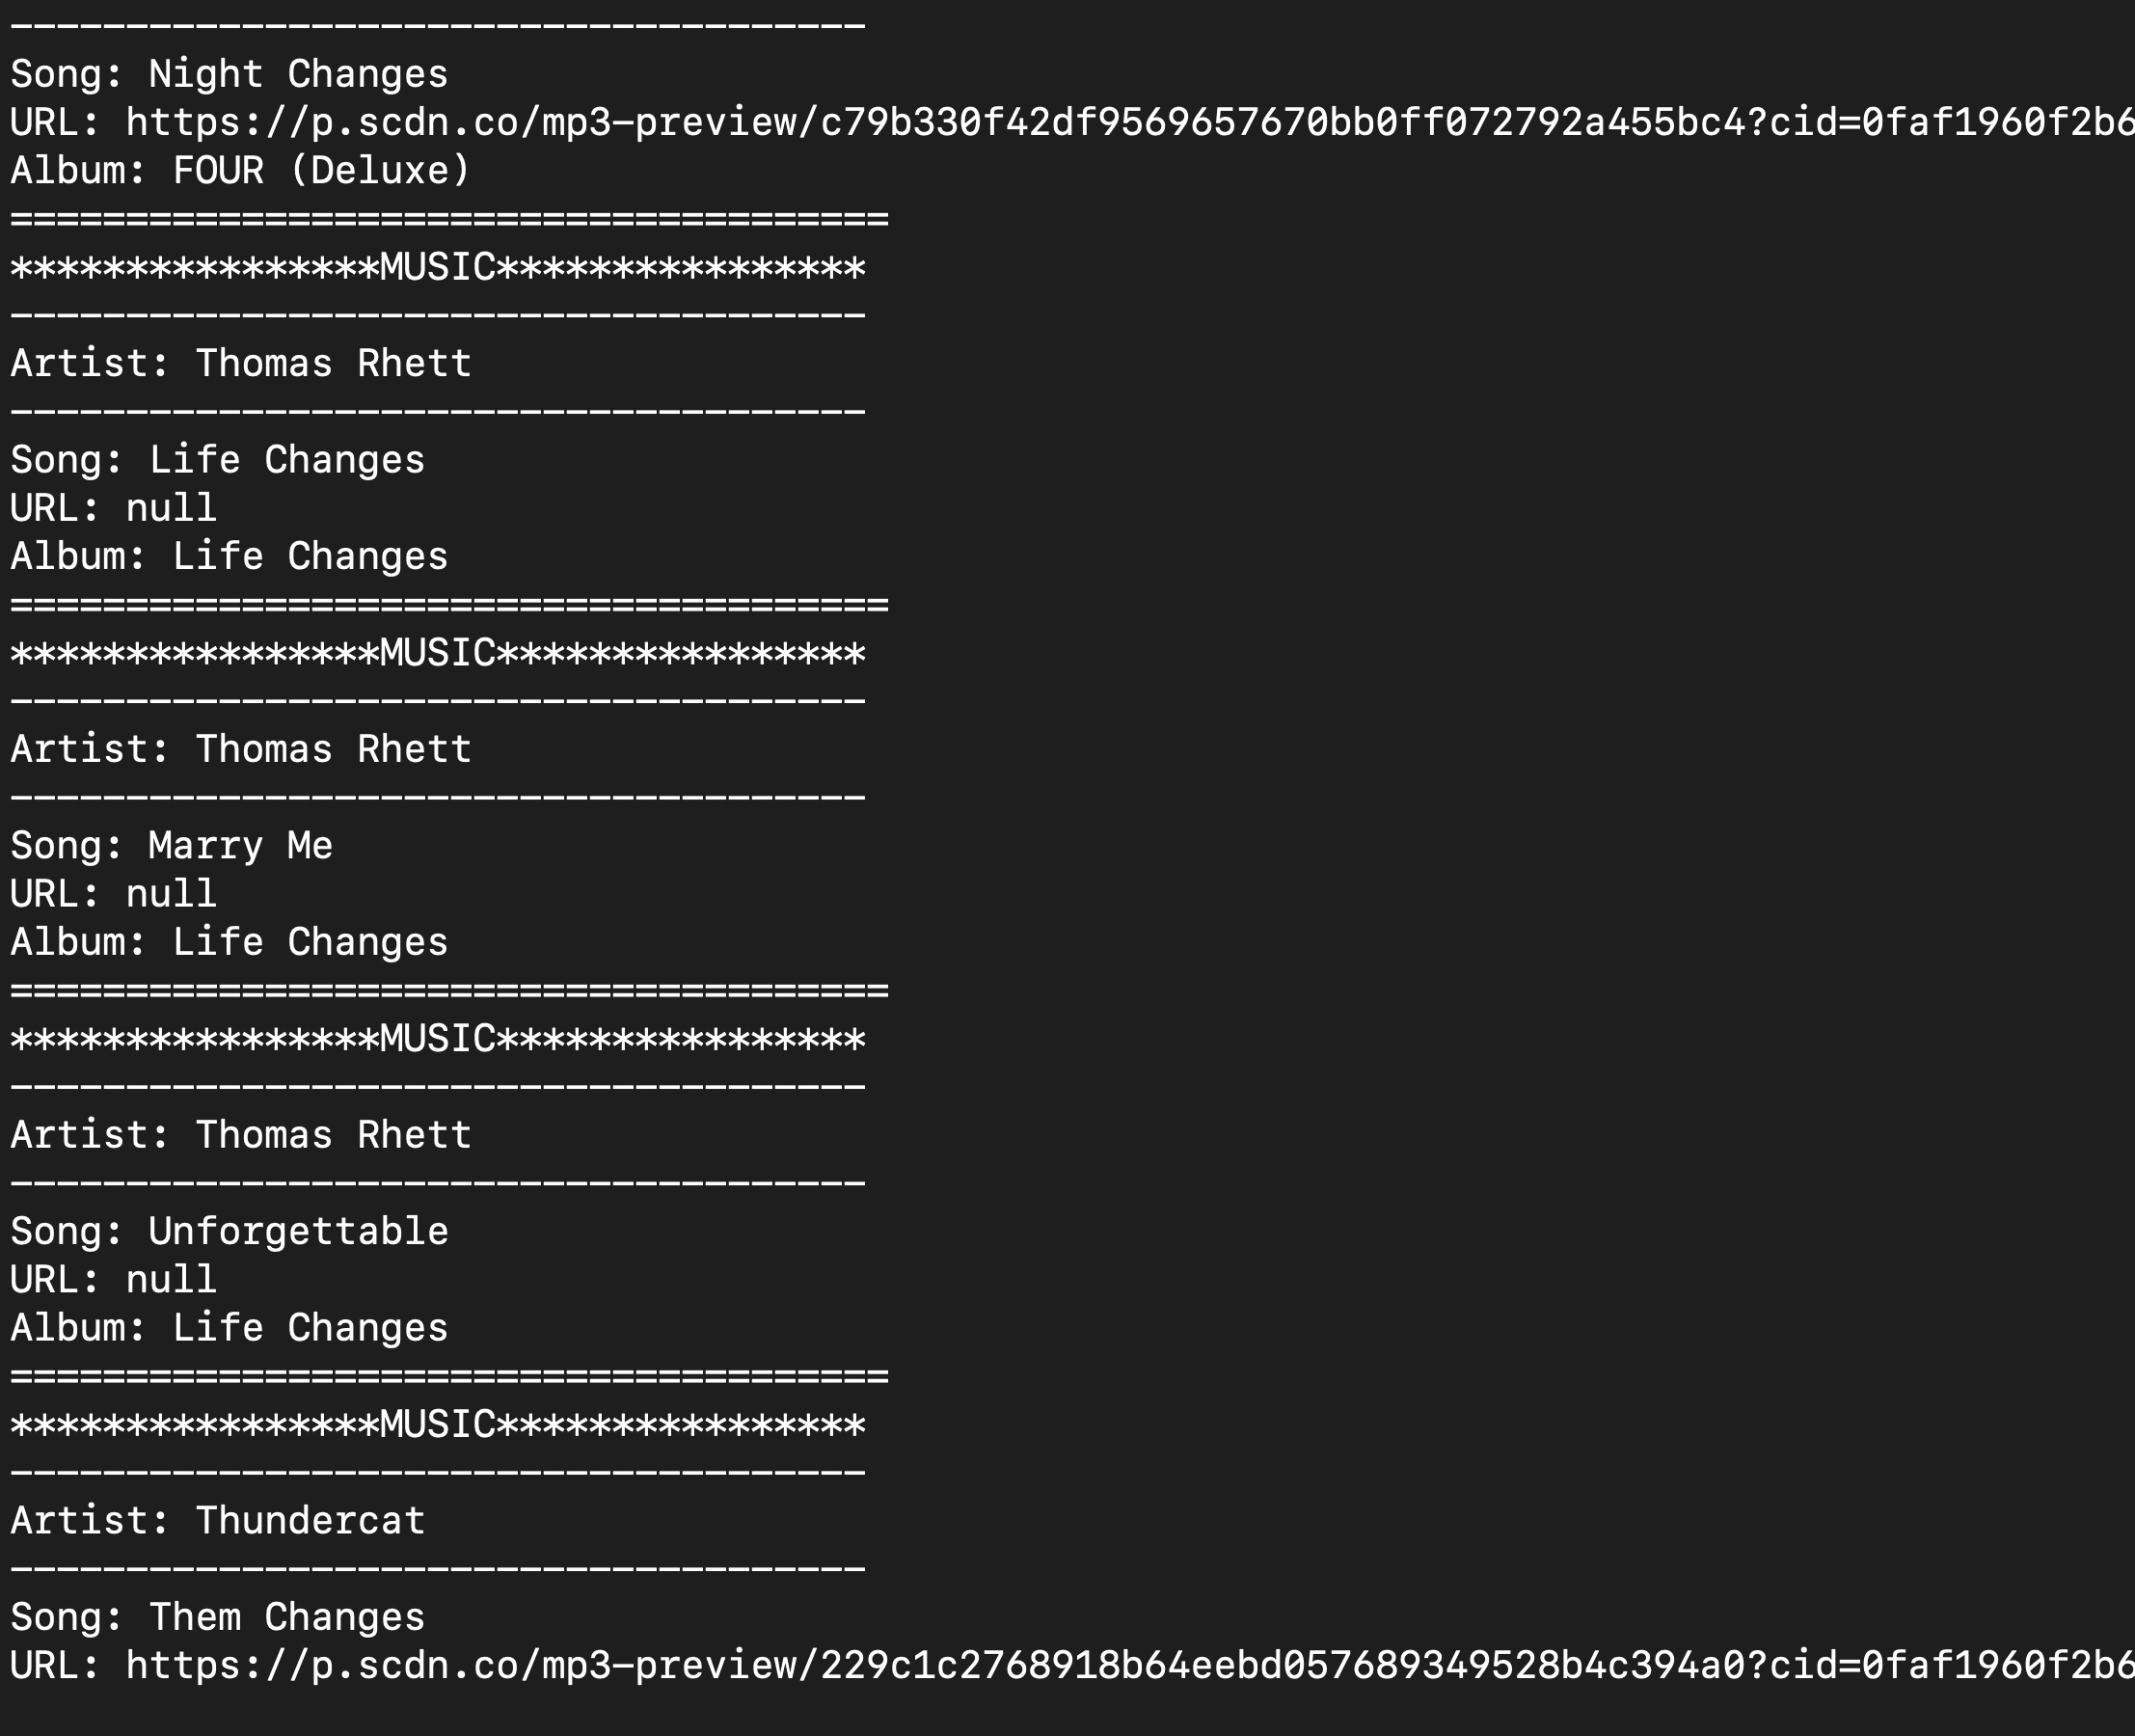 -------------------------------------
Song: Night Changes
URL: https://p.scdn.co/mp3-preview/c79b330f42df9569657670bb0ff072792a455bc4?cid=0faf1960f2b6
Album: FOUR (Deluxe)
======================================
****************MUSIC****************
-------------------------------------
Artist: Thomas Rhett
-------------------------------------
Song: Life Changes
URL: null
Album: Life Changes
======================================
****************MUSIC****************
-------------------------------------
Artist: Thomas Rhett
-------------------------------------
Song: Marry Me
URL: null
Album: Life Changes
======================================
****************MUSIC****************
-------------------------------------
Artist: Thomas Rhett
-------------------------------------
Song: Unforgettable
URL: null
Album: Life Changes
======================================
****************MUSIC****************
-------------------------------------
Artist: Thundercat
-------------------------------------
Song: Them Changes
URL: https://p.scdn.co/mp3-preview/229c1c2768918b64eebd057689349528b4c394a0?cid=0faf1960f2b6